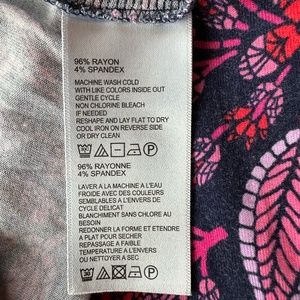 96% RAYON
4% SPANDEX
MACHINE WASH COLD
WITH LIKE COLORS INSIDE OUT
GENTLE CYCLE
NON CHLORINE BLEACH
IF NEEDED
RESHAPE AND LAY FLAT TO DRY
COOL IRON ON REVERSE SIDE
OR DRY CLEAN
96% RAYONNE
4% SPANDEX
LAVER A LA MACHINE A L'EAU
FROIDE AVEC DES COULEURS
SEMBLABLES A L'ENVERS DE
CYCLE DELICAT
BLANCHIMENT SANS CHLORE AU
BESOIN
REDONNER LA FORME ET ETENDRE
A PLAT POUR SECHER
REPASSAGE A FAIBLE
TEMPERATURE A L'ENVERS
OU NETTOYER A SEC